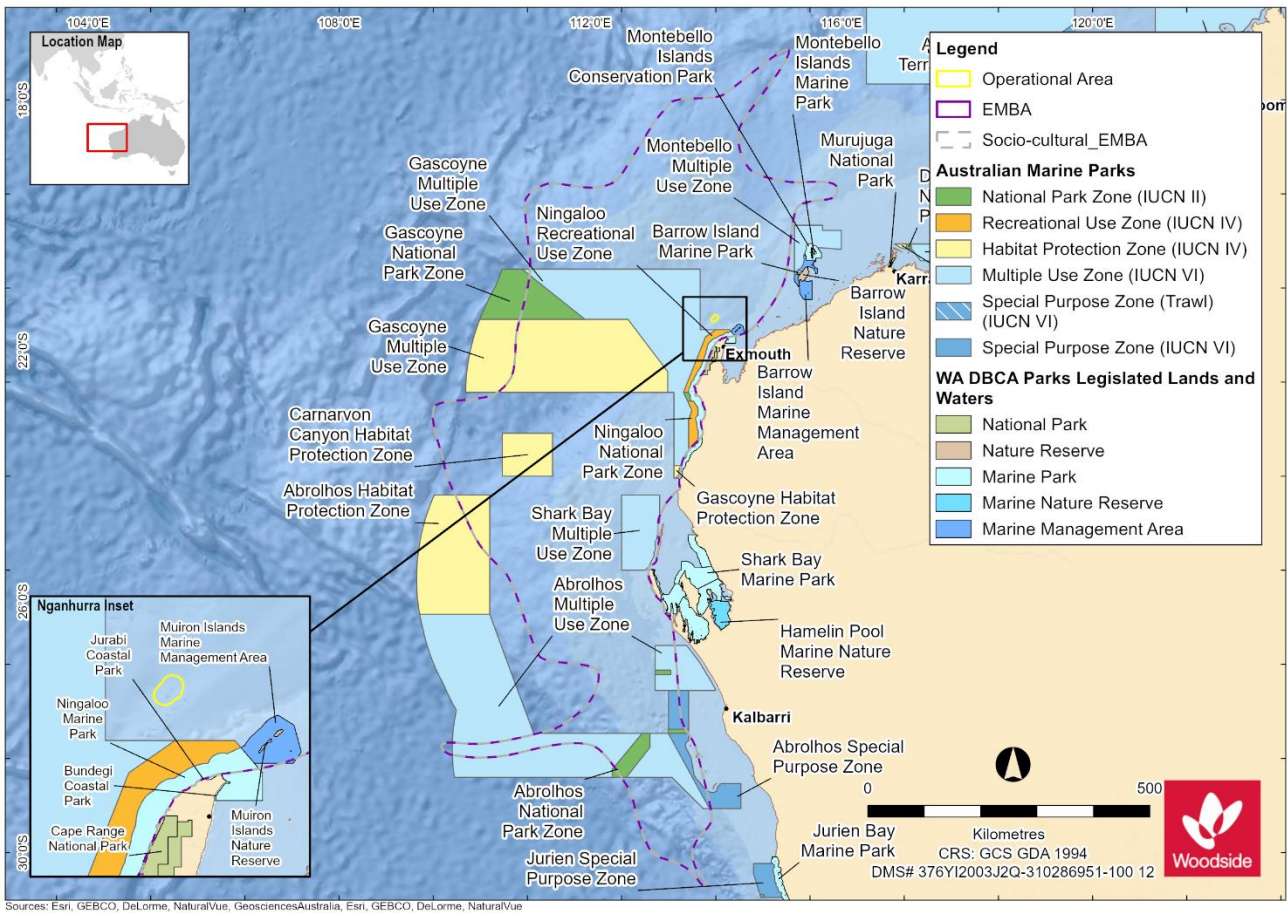 104°0'E
108°0'E
112°0'E
116°0'E
120°0'E
18°0'S
22°0'S
26°0'S
30°0'S
Location Map
Montebello
Islands
Conservation Park
Montebello
Islands
Marine
Park
Montebello
Multiple
Use Zone
Murujuga
National
Park
Gascoyne
Multiple
Use Zone
Ningaloo
Recreational
Use Zone
Barrow Island
Marine Park
Gascoyne
National
Park Zone
Barrow
Island
Nature
Reserve
Gascoyne
Multiple
Use Zone
Exmouth
Barrow
Island
Marine
Management
Area
Carnarvon
Canyon Habitat
Protection Zone
Ningaloo
National
Park Zone
Abrolhos Habitat
Protection Zone
Gascoyne Habitat
Protection Zone
Shark Bay
Multiple
Use Zone
Shark Bay
Marine Park
Abrolhos
Multiple
Use Zone
Hamelin Pool
Marine Nature
Reserve
Kalbarri
Abrolhos Special
Purpose Zone
Abrolhos
National
Park Zone
Jurien Special
Purpose Zone
Jurien Bay
Marine Park
Legend
Operational Area
EMBA
Socio-cultural_EMBA
Australian Marine Parks
National Park Zone (IUCN II)
Recreational Use Zone (IUCN IV)
Habitat Protection Zone (IUCN IV)
Multiple Use Zone (IUCN VI)
Special Purpose Zone (Trawl)
(IUCN VI)
Special Purpose Zone (IUCN VI)
WA DBCA Parks Legislated Lands and
Waters
National Park
Nature Reserve
Marine Park
Marine Nature Reserve
Marine Management Area
Nganhurra Inset
Jurabi
Coastal
Park
Muiron Islands
Marine
Management Area
Ningaloo
Marine
Park
Bundegi
Coastal
Park
Cape Range
National Park
Muiron
Islands
Nature
Reserve
0
500
Kilometres
CRS: GCS GDA 1994
DMS# 376YI2003J2Q-310286951-100 12
Woodside
Sources: Esri, GEBCO, DeLorme, NaturalVue, GeosciencesAustralia, Esri, GEBCO, DeLorme, NaturalVue